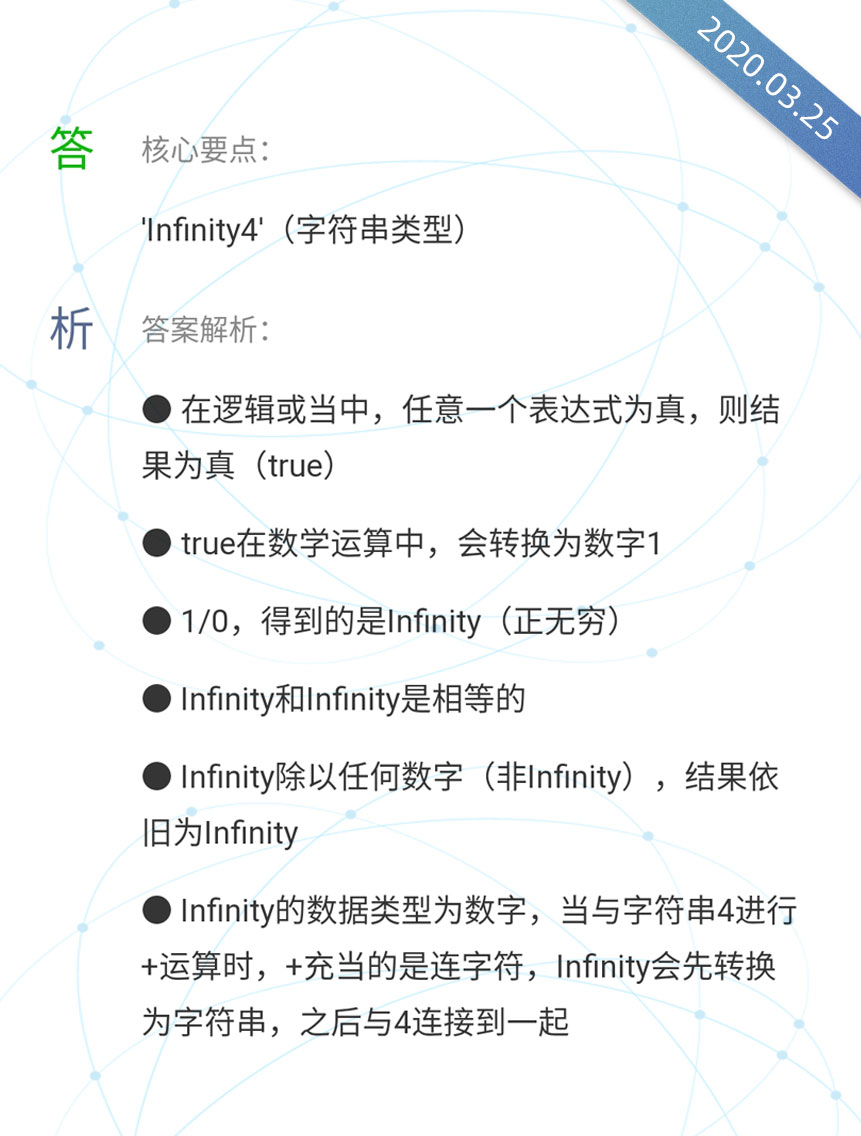 2020.03.25
答
核心要点：
'Infinity4'（字符串类型）
析
答案解析：
● 在逻辑或当中，任意一个表达式为真，则结
果为真（true）
● true在数学运算中，会转换为数字1
● 1/0，得到的是Infinity（正无穷）
● Infinity和Infinity是相等的
● Infinity除以任何数字（非Infinity），结果依
旧为Infinity
● Infinity的数据类型为数字，当与字符串4进行
+运算时，+充当的是连字符，Infinity会先转换
为字符串，之后与4连接到一起